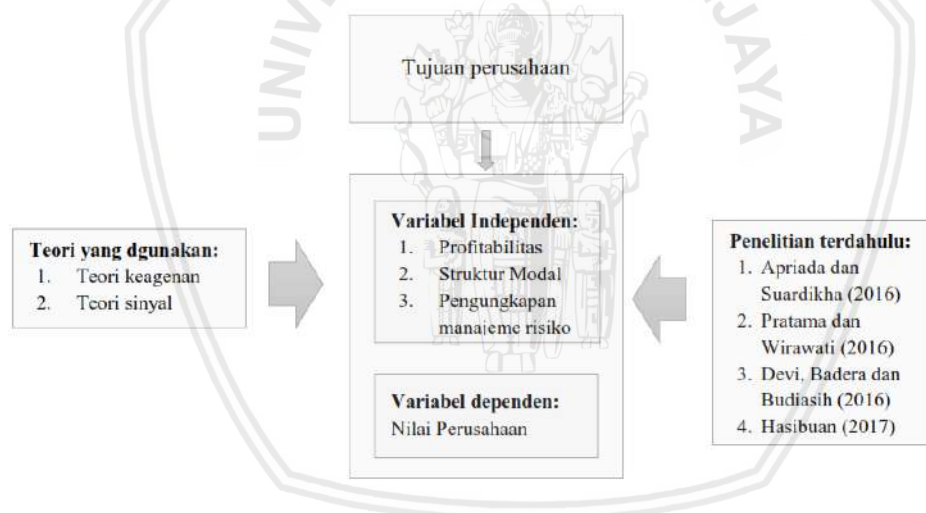 UNIV
JAYA
Tujuan perusahaan
Teori yang dgunakan:
1. Teori keagenan
2. Teori sinyal
Variabel Independen:
1. Profitabilitas
2. Struktur Modal
3. Pengungkapan
manajeme risiko
Variabel dependen:
Nilai Perusahaan
Penelitian terdahulu:
1. Apriada dan
Suardikha (2016)
2. Pratama dan
Wirawati (2016)
3. Devi, Badera dan
Budiasih (2016)
4. Hasibuan (2017)